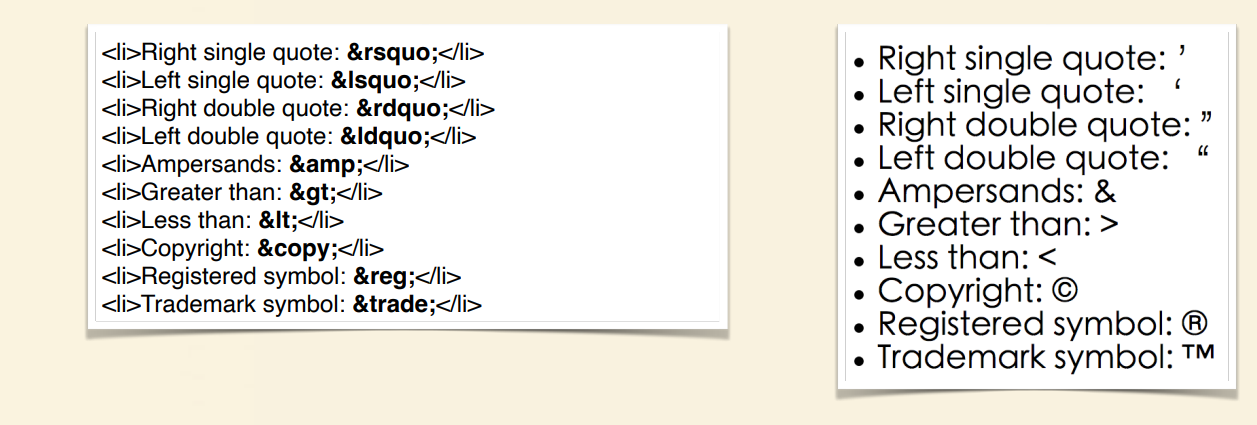 <li>Right single quote: &rsquo;</li>
<li>Left single quote: &lsquo;</li>
<li>Right double quote: &rdquo;</li>
<li>Left double quote: &ldquo;</li>
<li>Ampersands: &amp;</li>
<li>Greater than: &gt;</li>
<li>Less than: &lt;</li>
<li>Copyright: &copy;</li>
<li>Registered symbol: &reg;</li>
<li>Trademark symbol: &trade;</li>
• Right single quote: ’
• Left single quote: ‘
• Right double quote: ”
• Left double quote: “
• Ampersands: &
• Greater than: >
• Less than: <
• Copyright: ©
• Registered symbol: ®
• Trademark symbol: ™